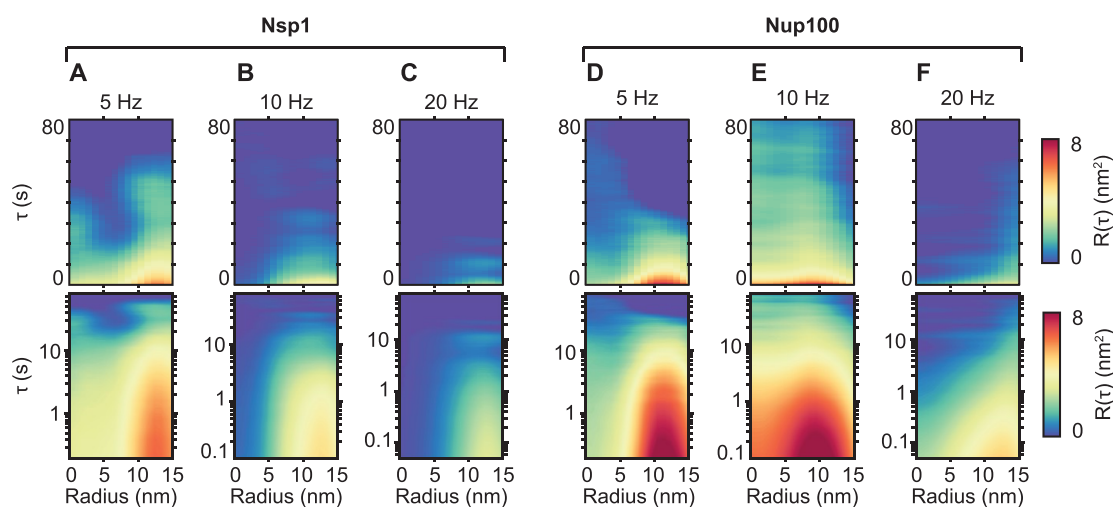 Nsp1 Nup100
A B C D E F
5 Hz 10 Hz 20 Hz 5 Hz 10 Hz 20 Hz
80 80 80 80 80 80 8
τ (s) τ (s) R(τ) (nm²)
0 0 0 0 0 0 0
8
10 10 10 10 10 10
τ (s) τ (s) R(τ) (nm²)
1 1 1 1 1 1
0.1 0.1 0.1 0.1 0
0 5 10 15 0 5 10 15 0 5 10 15 0 5 10 15 0 5 10 15 0 5 10 15
Radius (nm) Radius (nm) Radius (nm) Radius (nm) Radius (nm) Radius (nm)